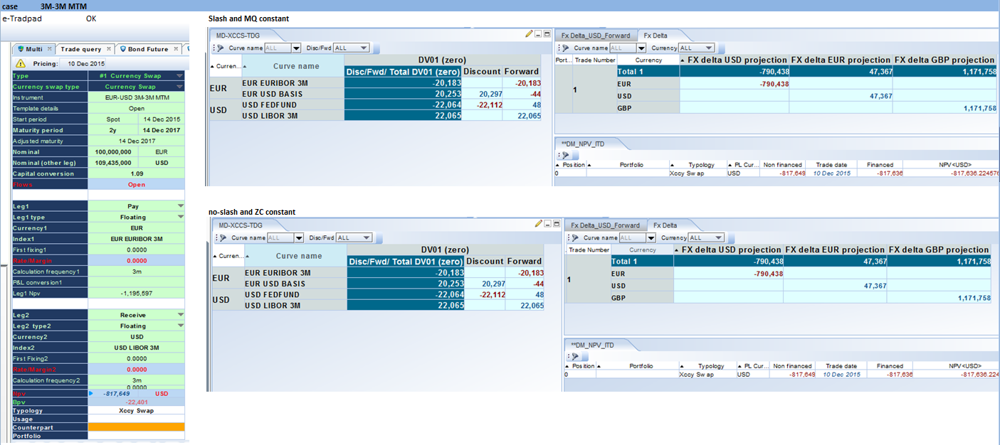 case 3M-3M MTM
e-Tradpad OK
Multi Trade query Bond Future
Pricing: 10 Dec 2015
Type #1 Currency Swap
Currency swap type Currency Swap
Instrument EUR-USD 3M-3M MTM
Template details Open
Start period Spot 14 Dec 2015
Maturity period 2y 14 Dec 2017
Adjusted maturity 14 Dec 2017
Nominal 100,000,000 EUR
Nominal (other leg) 109,435,000 USD
Capital conversion 1.09
Flows Open
Leg1 Pay
Leg1 type Floating
Currency1 EUR
Index1 EUR EURIBOR 3M
First fixing1 0.0000
Rate/Margin 0.0000
Calculation frequency1 3m
P&L conversion1
Leg1 Npv -1,195,597
Leg2 Receive
Leg2 type2 Floating
Currency2 USD
Index2 USD LIBOR 3M
First Fixing2 0.0000
Rate/Margin2 0.0000
Calculation frequency2 3m
0.0000
Npv -817,649 USD
Bpv -22,401
Typology Xccy Swap
Usage
Counterpart
Portfolio
Slash and MQ constant
MD-XCCS-TDG
Curve name ALL Disc/Fwd ALL
DV01 (zero)
Curren... Curve name Disc/Fwd/ Total DV01 (zero) Discount Forward
EUR EUR EURIBOR 3M -20,183 -20,183
EUR USD BASIS 20,253 20,297 -44
USD USD FEDFUND -22,064 -22,112 48
USD LIBOR 3M 22,065 22,065
Fx Delta_USD_Forward Fx Delta
Curve name ALL Currency ALL
Port... Trade Number Currency FX delta USD projection FX delta EUR projection FX delta GBP projection
1 Total 1 -790,438 47,367 1,171,758
EUR -790,438
USD 47,367
GBP 1,171,758
**DM_NPV_ITD
Position Portfolio Typology PL Cur... Non financed Trade date Financed NPV<USD>
0 Xccy Swap USD -817,649 10 Dec 2015 -817,636 -817,636.224576
no-slash and ZC constant
MD-XCCS-TDG
Curve name ALL Disc/Fwd ALL
DV01 (zero)
Curren... Curve name Disc/Fwd/ Total DV01 (zero) Discount Forward
EUR EUR EURIBOR 3M -20,183 -20,183
EUR USD BASIS 20,253 20,297 -44
USD USD FEDFUND -22,064 -22,112 48
USD LIBOR 3M 22,065 22,065
Fx Delta_USD_Forward Fx Delta
Curve name ALL Currency ALL
Trade Number Currency FX delta USD projection FX delta EUR projection FX delta GBP projection
1 Total 1 -790,438 47,367 1,171,758
EUR -790,438
USD 47,367
GBP 1,171,758
**DM_NPV_ITD
Position Portfolio Typology PL Cur... Non financed Trade date Financed NPV<USD>
0 Xccy Swap USD -817,649 10 Dec 2015 -817,636 -817,636.224